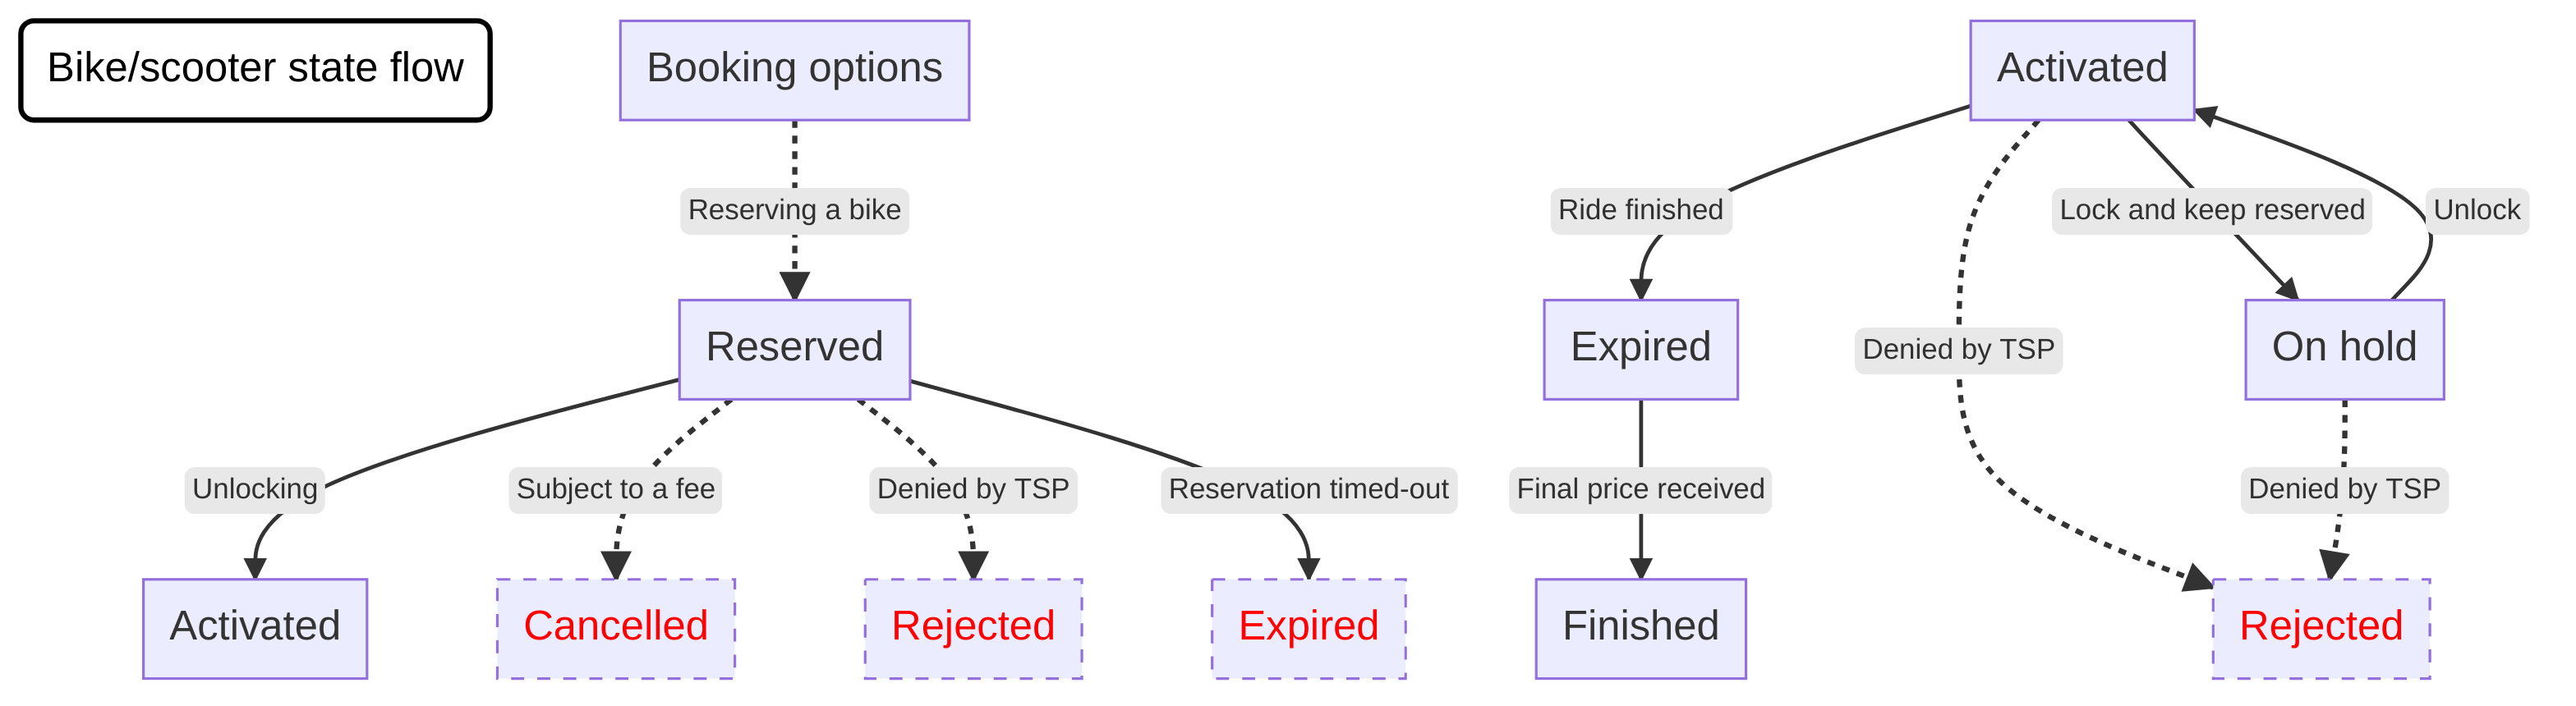 Bike/scooter state flow
Booking options
Reserving a bike
Reserved
Unlocking
Subject to a fee
Denied by TSP
Reservation timed-out
Activated
Cancelled
Rejected
Expired
Activated
Ride finished
Lock and keep reserved
Unlock
Expired
Denied by TSP
On hold
Final price received
Denied by TSP
Finished
Rejected